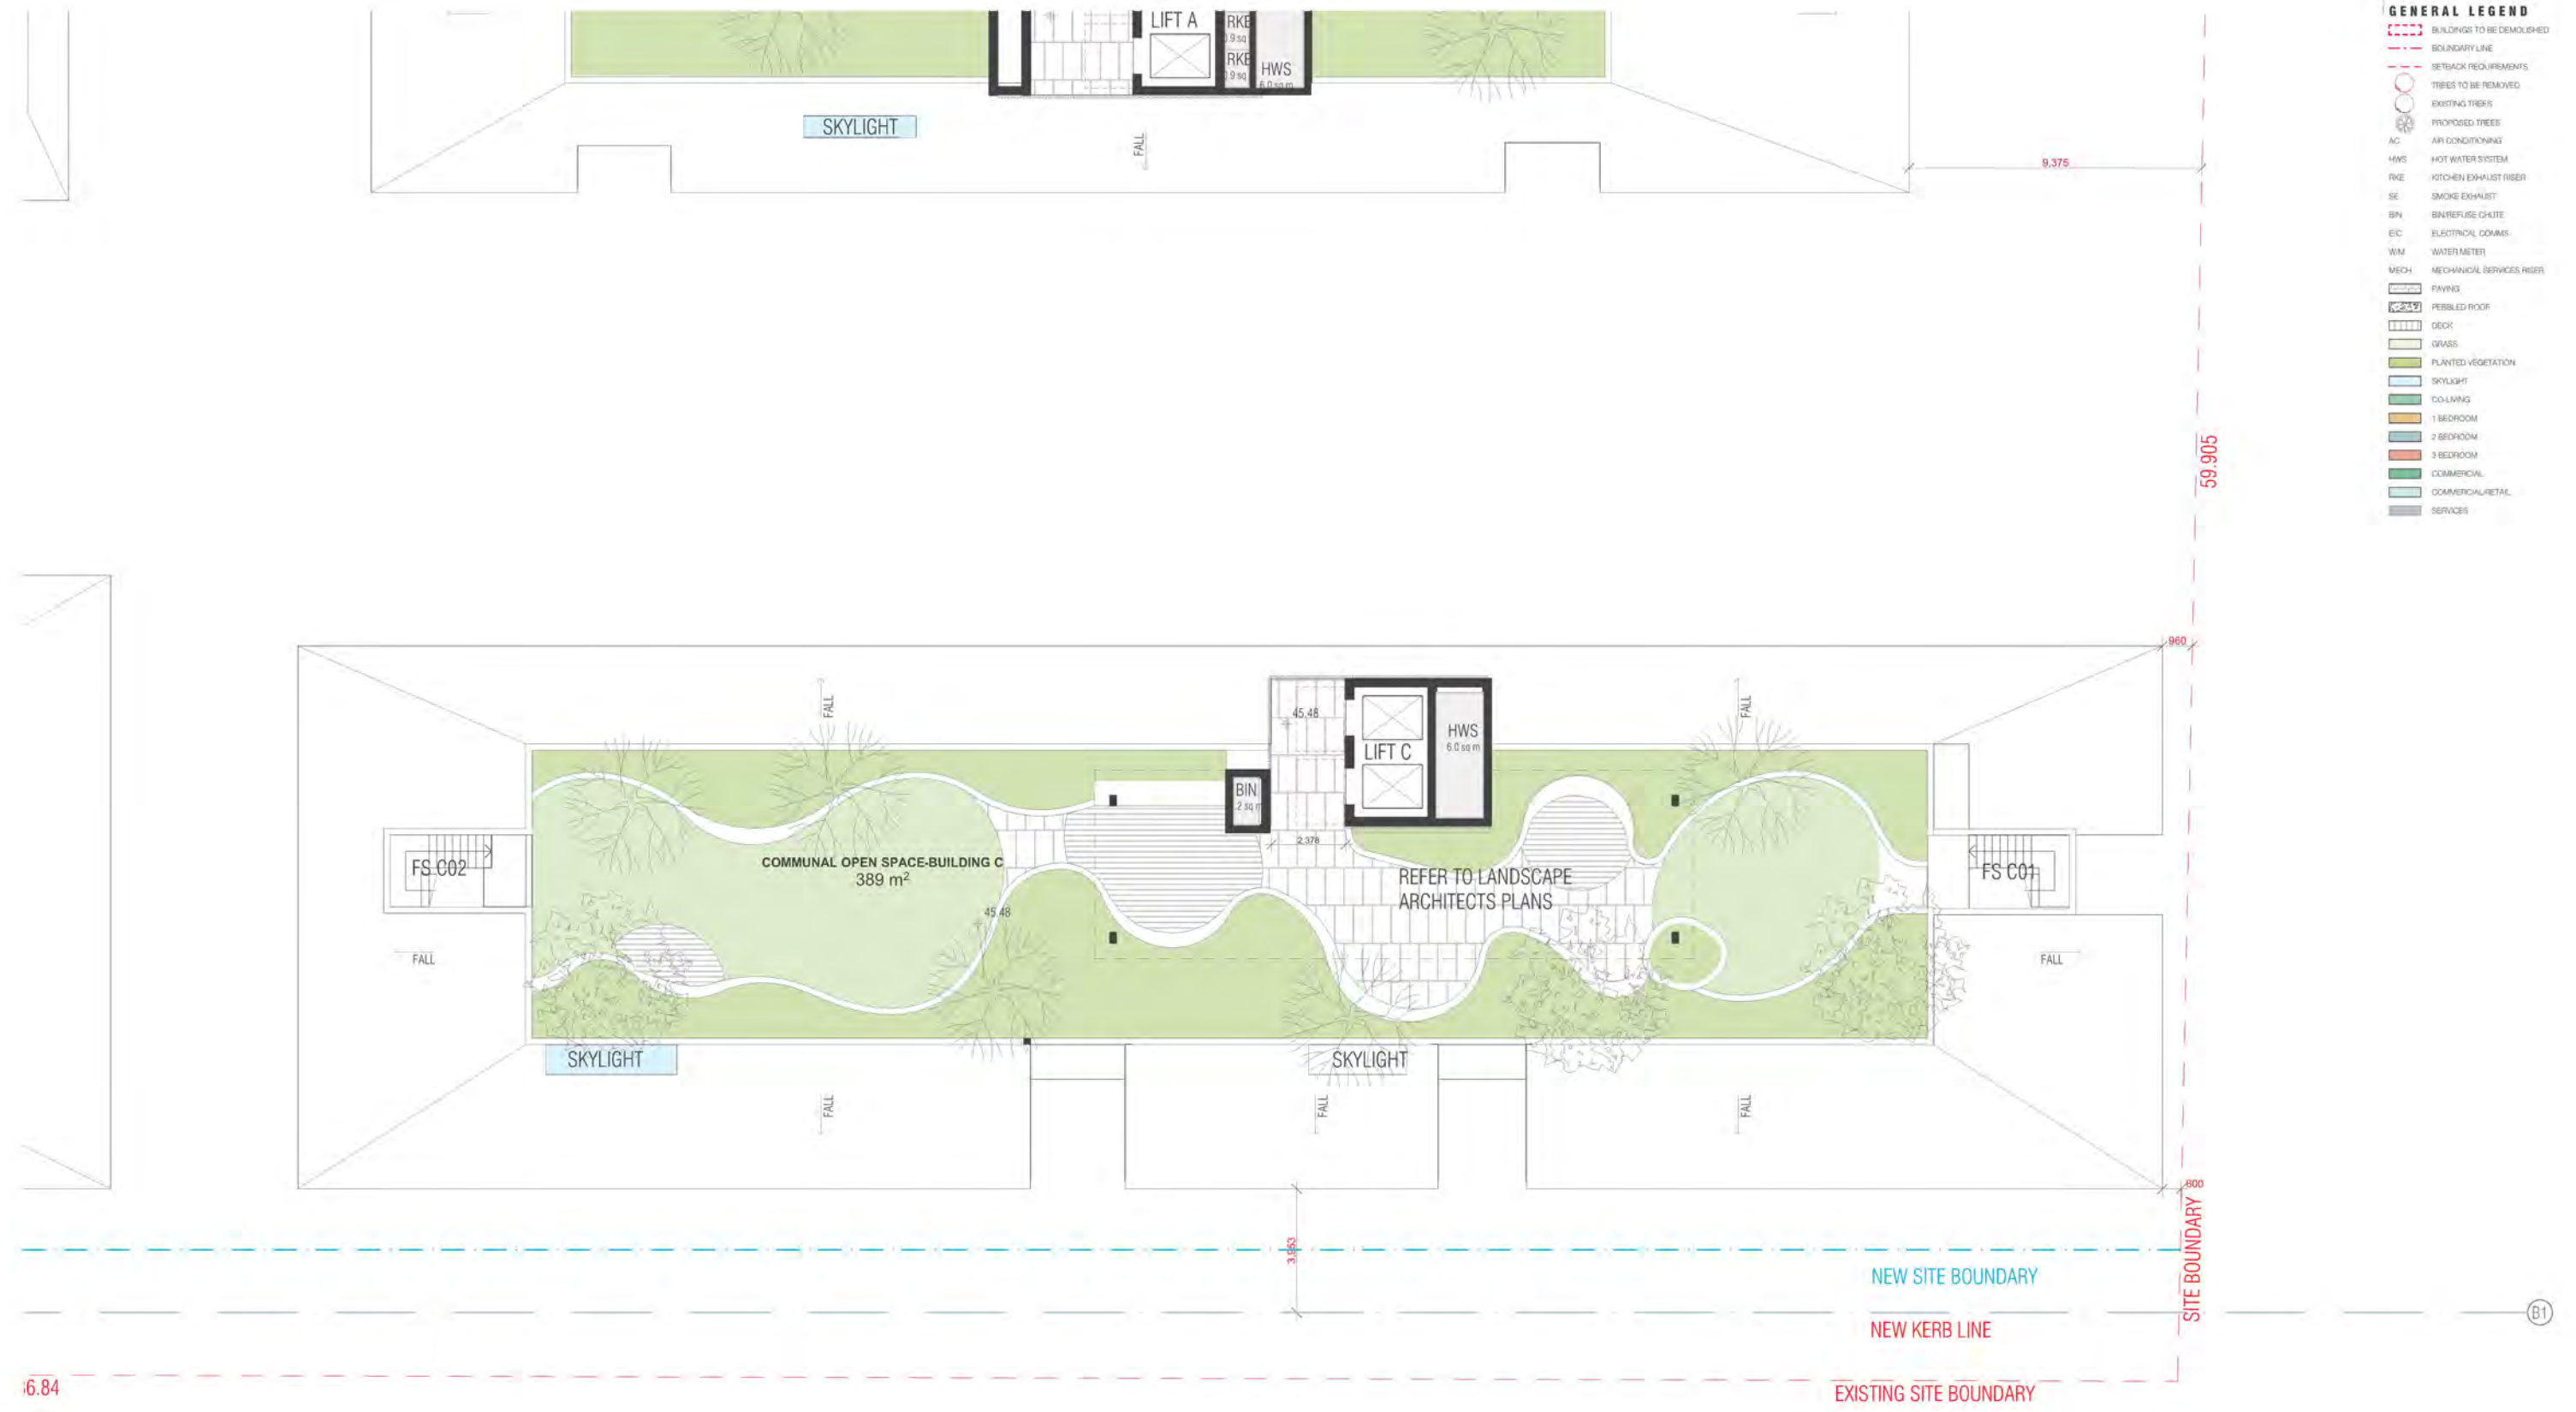 LIFT A
RKE
RKE
HWS
6.0 sq m
SKYLIGHT
FALL
9.375
GENERAL LEGEND
BUILDINGS TO BE DEMOLISHED
BOUNDARY LINE
SETBACK REQUIREMENTS
TREES TO BE REMOVED
EXISTING TREES
PROPOSED TREES
AC AIR CONDITIONING
HWS HOT WATER SYSTEM
RKE KITCHEN EXHAUST RISER
SE SMOKE EXHAUST
BIN BIN/REFUSE CHUTE
E/C ELECTRICAL COMMS
W/M WATER METER
MECH MECHANICAL SERVICES RISER
PAVING
PEBBLED ROOF
DECK
GRASS
PLANTED VEGETATION
SKYLIGHT
CO-LIVING
1 BEDROOM
2 BEDROOM
3 BEDROOM
COMMERCIAL
COMMERCIAL/RETAIL
SERVICES
59.905
960
FALL
45.48
LIFT C
HWS
6.0 sq m
FALL
BIN
2.378
FS C02
COMMUNAL OPEN SPACE-BUILDING C
389 m²
REFER TO LANDSCAPE
ARCHITECTS PLANS
FS C01
45.48
FALL
FALL
SKYLIGHT
SKYLIGHT
FALL
FALL
FALL
600
SITE BOUNDARY
NEW SITE BOUNDARY
B1
NEW KERB LINE
6.84
EXISTING SITE BOUNDARY